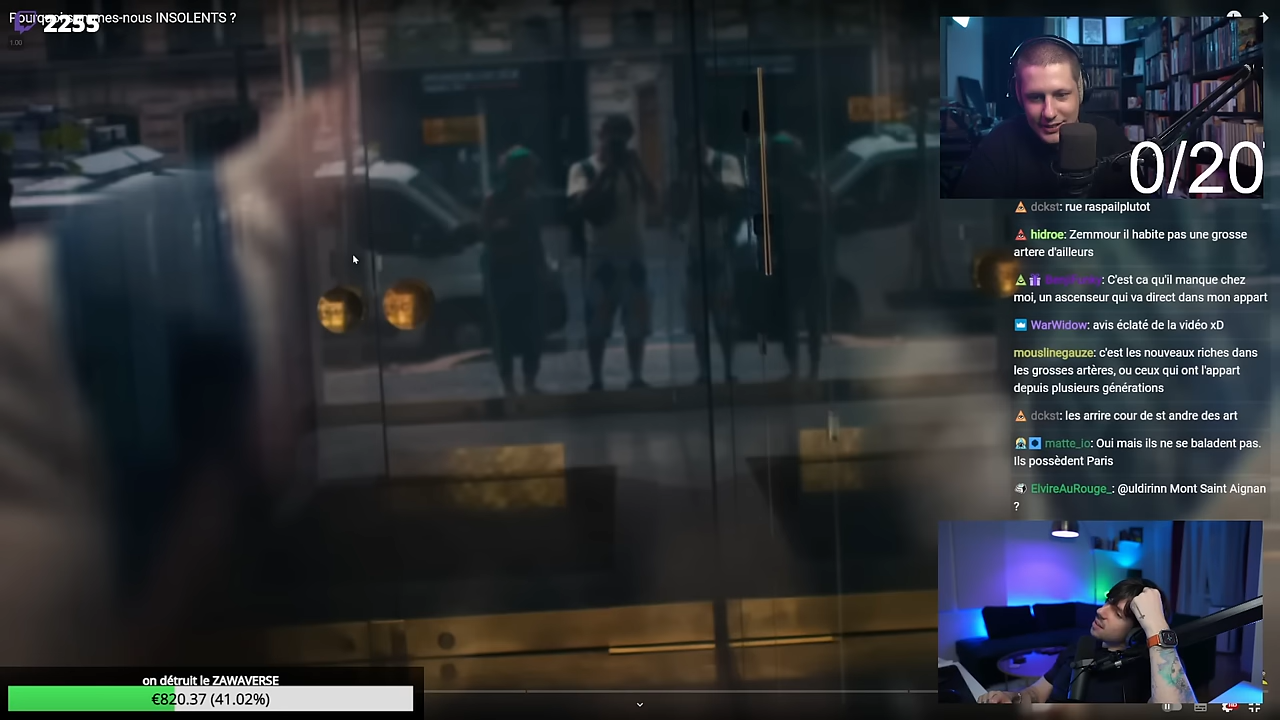 Pourquoi sommes-nous INSOLENTS ?
2255
1.00
0/20
dckst: rue raspailplutot
hidroe: Zemmour il habite pas une grosse
artere d'ailleurs
: C'est ca qu'il manque chez
moi, un ascenseur qui va direct dans mon appart
WarWidow: avis éclaté de la vidéo xD
mouslinegauze: c'est les nouveaux riches dans
les grosses artères, ou ceux qui ont l'appart
depuis plusieurs générations
dckst: les arrire cour de st andre des art
matte_io: Oui mais ils ne se baladent pas.
Ils possèdent Paris
ElvireAuRouge_: @uldirinn Mont Saint Aignan
?
on détruit le ZAWAVERSE
€820.37 (41.02%)